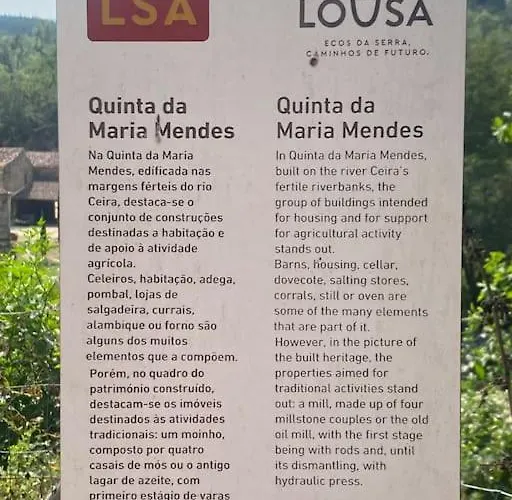 LSA
LOUSA
ECOS DA SERRA,
CAMINHOS DE FUTURO.
Quinta da
Maria Mendes
Na Quinta da Maria
Mendes, edificada nas
margens férteis do rio
Ceira, destaca-se o
conjunto de construções
destinadas a habitação e
de apoio à atividade
agrícola.
Celeiros, habitação, adega,
pombal, lojas de
salgadeira, currais,
alambique ou forno são
alguns dos muitos
elementos que a compõem.
Porém, no quadro do
património construído,
destacam-se os imóveis
destinados às atividades
tradicionais: um moinho,
composto por quatro
casais de mós ou o antigo
lagar de azeite, com
primeiro estágio de varas
Quinta da
Maria Mendes
In Quinta da Maria Mendes,
built on the river Ceira's
fertile riverbanks, the
group of buildings intended
for housing and for support
for agricultural activity
stands out.
Barns, housing, cellar,
dovecote, salting stores,
corrals, still or oven are
some of the many elements
that are part of it.
However, in the picture of
the built heritage, the
properties aimed for
traditional activities stand
out: a mill, made up of four
millstone couples or the old
oil mill, with the first stage
being with rods and, until
its dismantling, with
hydraulic press.